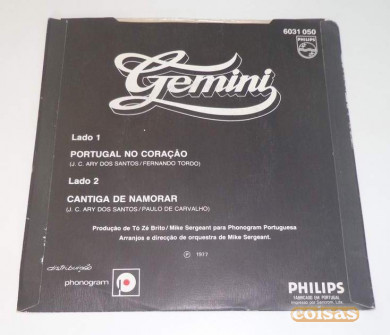 6031 050
PHILIPS
Gemini
Lado 1
PORTUGAL NO CORAÇÃO
(J. C. ARY DOS SANTOS / FERNANDO TORDO)
Lado 2
CANTIGA DE NAMORAR
(J. C. ARY DOS SANTOS / PAULO DE CARVALHO)
Produção de Tó Zé Brito / Mike Sergeant para Phonogram Portuguesa
Arranjos e direcção de orquestra de Mike Sergeant.
℗ 1977
distribuição
phonogram
PHILIPS
FABRICADO EM PORTUGAL
coisas